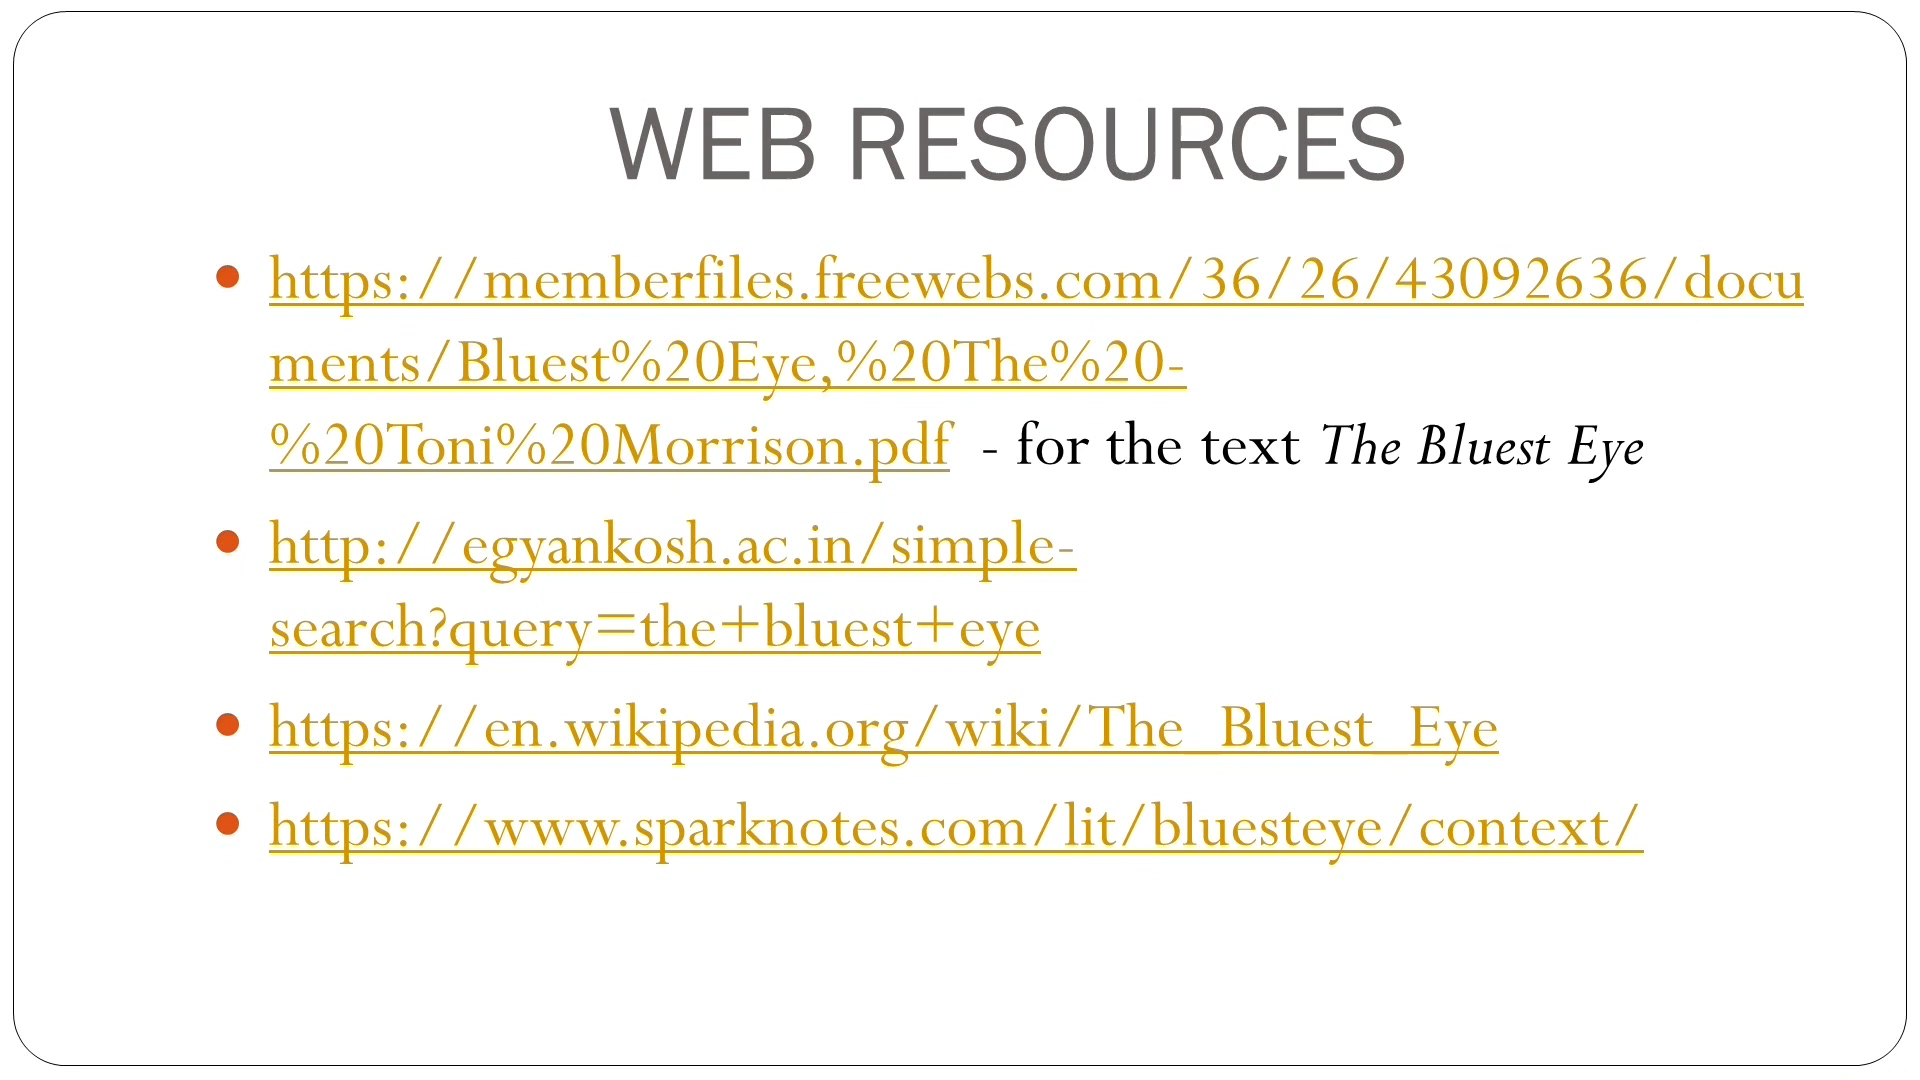 WEB RESOURCES
https://memberfiles.freewebs.com/36/26/43092636/docu
ments/Bluest%20Eye,%20The%20-
%20Toni%20Morrison.pdf - for the text The Bluest Eye
http://egyankosh.ac.in/simple-
search?query=the+bluest+eye
https://en.wikipedia.org/wiki/The_Bluest_Eye
https://www.sparknotes.com/lit/bluesteye/context/